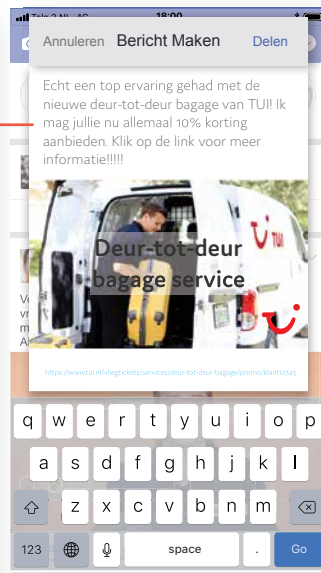 Tele 2 NL 4G 18:00
Annuleren Bericht Maken Delen
Echt een top ervaring gehad met de
nieuwe deur-tot-deur bagage van TUI! Ik
mag jullie nu allemaal 10% korting
aanbieden. Klik op de link voor meer
informatie!!!!!
TUI
Deur-tot-deur
bagage service
https://www.tui.nl/vliegtickets/services/deur-tot-deur-bagage/promo/klant12345
q w e r t y u i o p
a s d f g h j k l
z x c v b n m
123 space . Go